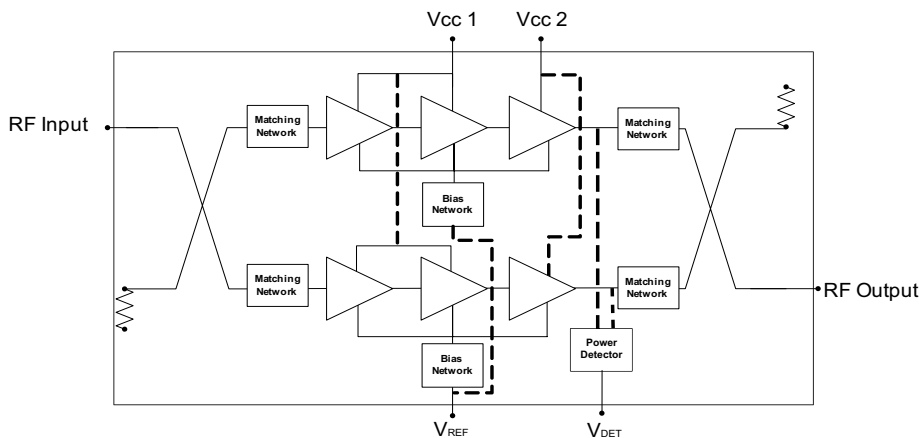 Vcc 1
Vcc 2
RF Input
Matching
Network
Matching
Network
Bias
Network
Matching
Network
Matching
Network
RF Output
Power
Detector
Bias
Network
VREF
VDET